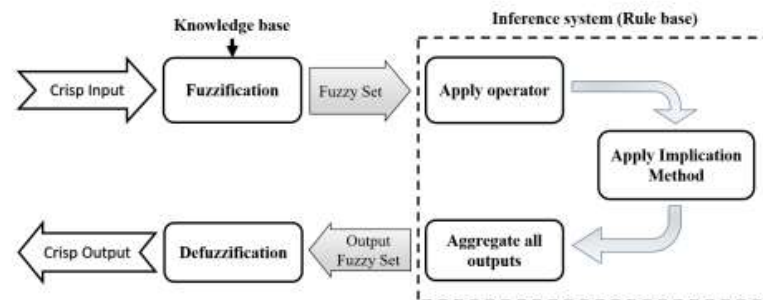 Inference system (Rule base)
Knowledge base
Crisp Input
Fuzzification
Fuzzy Set
Apply operator
Apply Implication
Method
Crisp Output
Defuzzification
Output
Fuzzy Set
Aggregate all
outputs